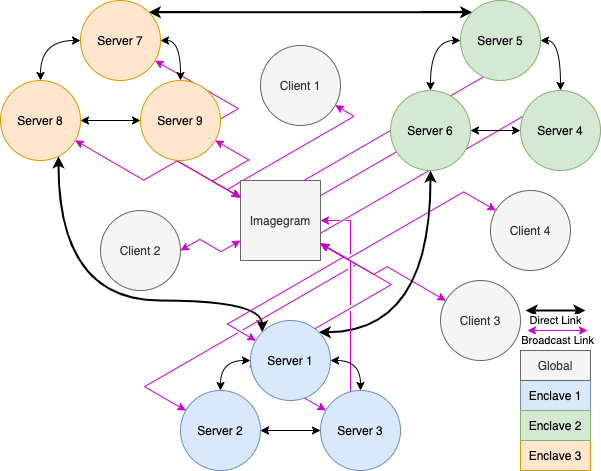 Server 7
Server 5
Client 1
Server 8
Server 9
Server 6
Server 4
Imagegram
Client 2
Client 4
Client 3
Direct Link
Broadcast Link
Server 1
Global
Enclave 1
Server 2
Server 3
Enclave 2
Enclave 3